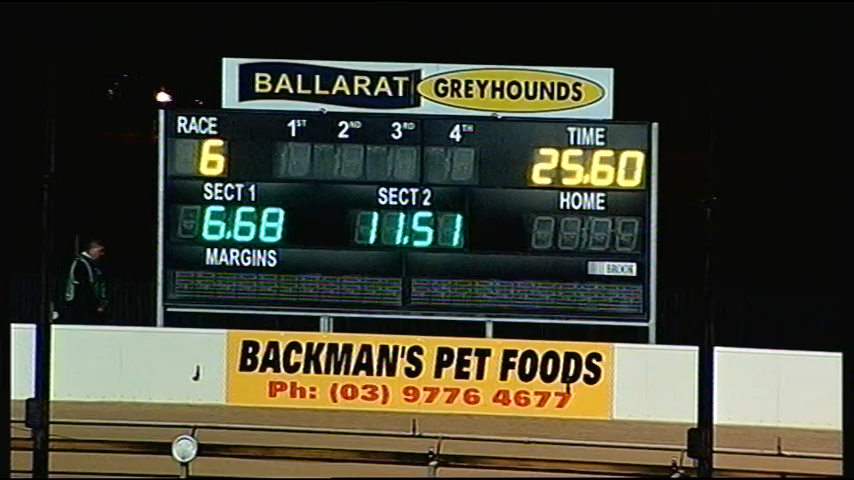 BALLARAT GREYHOUNDS
RACE 1ST 2ND 3RD 4TH TIME
6 25.60
SECT 1 SECT 2 HOME
6.68 11.51
MARGINS
BACKMAN'S PET FOODS
Ph: (03) 9776 4677